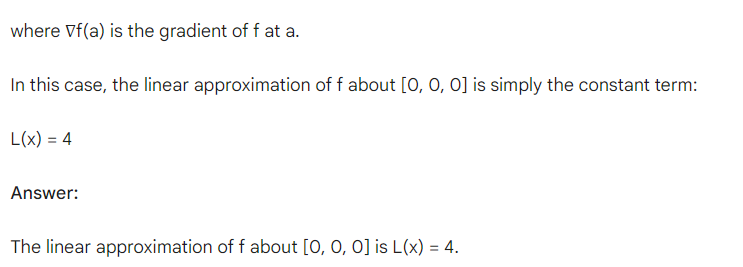 where ∇f(a) is the gradient of f at a.
In this case, the linear approximation of f about [0, 0, 0] is simply the constant term:
L(x) = 4
Answer:
The linear approximation of f about [0, 0, 0] is L(x) = 4.